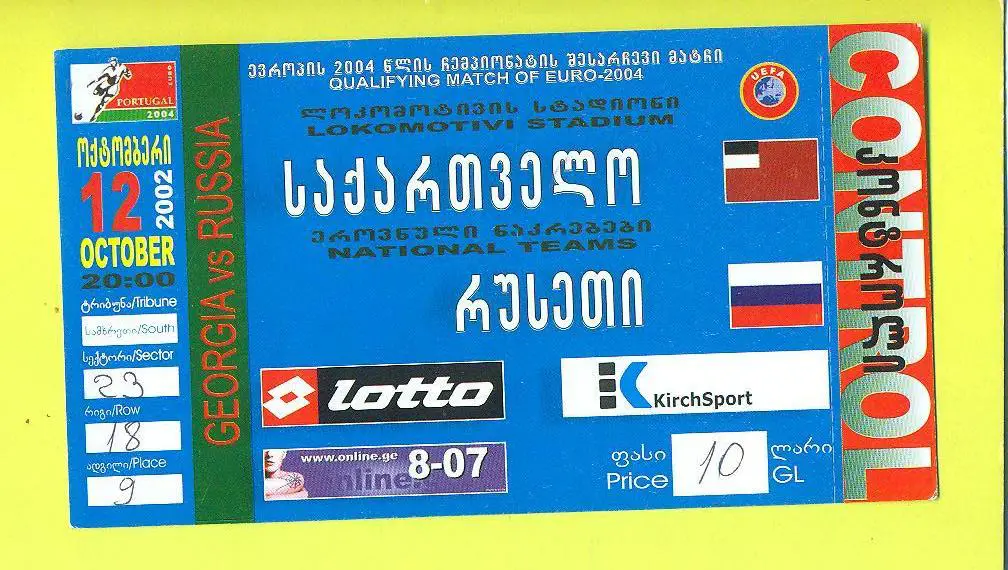 EURO
PORTUGAL
2004
ოქტომბერი
12
2002
OCTOBER
20:00
ტრიბუნა/Tribune
სამხრეთი/South
სექტორი/Sector
23
რიგი/Row
18
ადგილი/Place
9
GEORGIA vs RUSSIA
ევროპის 2004 წლის ჩემპიონატის შესარჩევი მატჩი
QUALIFYING MATCH OF EURO-2004
UEFA
ლოკომოტივის სტადიონი
LOKOMOTIVI STADIUM
საქართველო
ეროვნული ნაკრებები
NATIONAL TEAMS
რუსეთი
lotto
KirchSport
www.online.ge 8-07
online
ფასი 10 ლარი
Price GL
CONTROL
კონტროლი